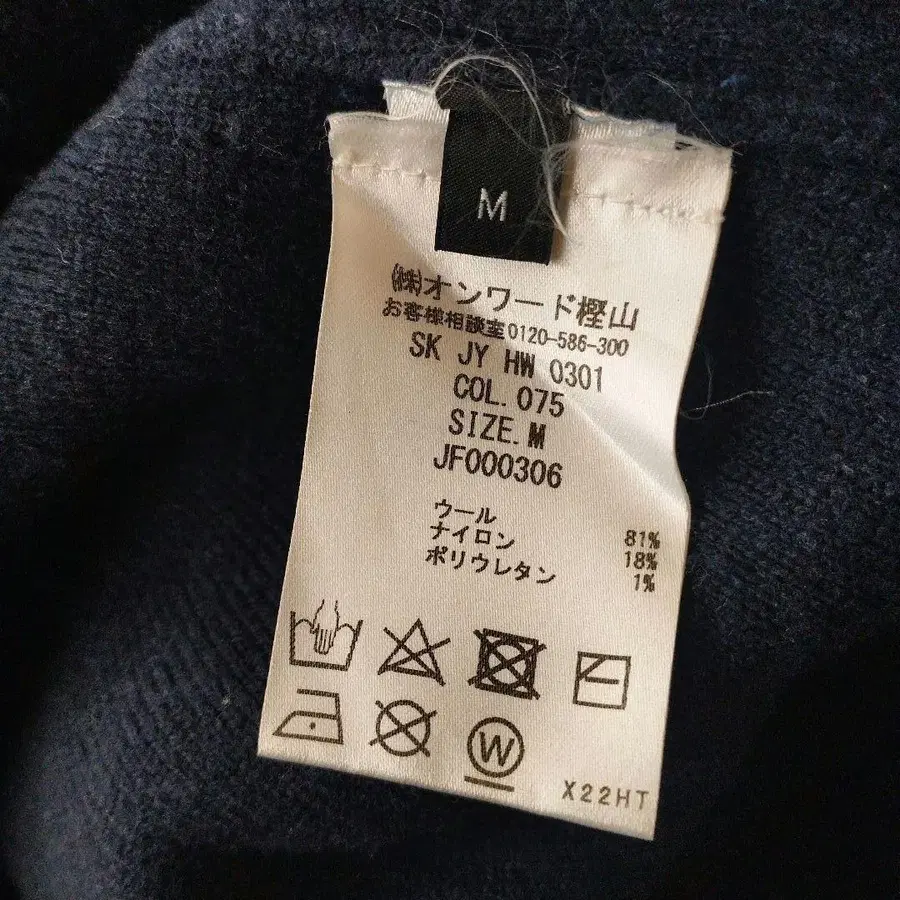 M
(株)オンワード樫山
お客様相談室0120-586-300
SK JY HW 0301
COL. 075
SIZE. M
JF000306
ウール 81%
ナイロン 18%
ポリウレタン 1%
W
X22HT